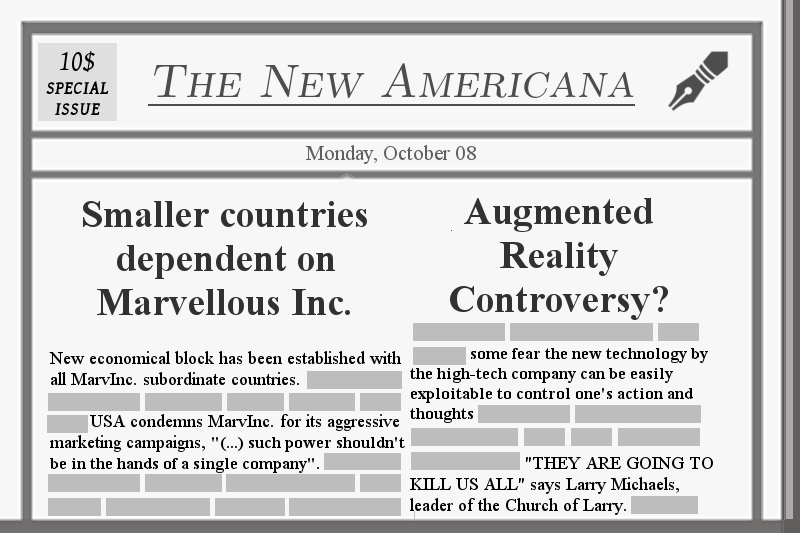 10$
SPECIAL
ISSUE
THE NEW AMERICANA
Monday, October 08
Smaller countries
dependent on
Marvellous Inc.
New economical block has been established with
all MarvInc. subordinate countries.
USA condemns MarvInc. for its aggressive
marketing campaigns, "(...) such power shouldn't
be in the hands of a single company".
Augmented
Reality
Controversy?
some fear the new technology by
the high-tech company can be easily
exploitable to control one's action and
thoughts
"THEY ARE GOING TO
KILL US ALL" says Larry Michaels,
leader of the Church of Larry.